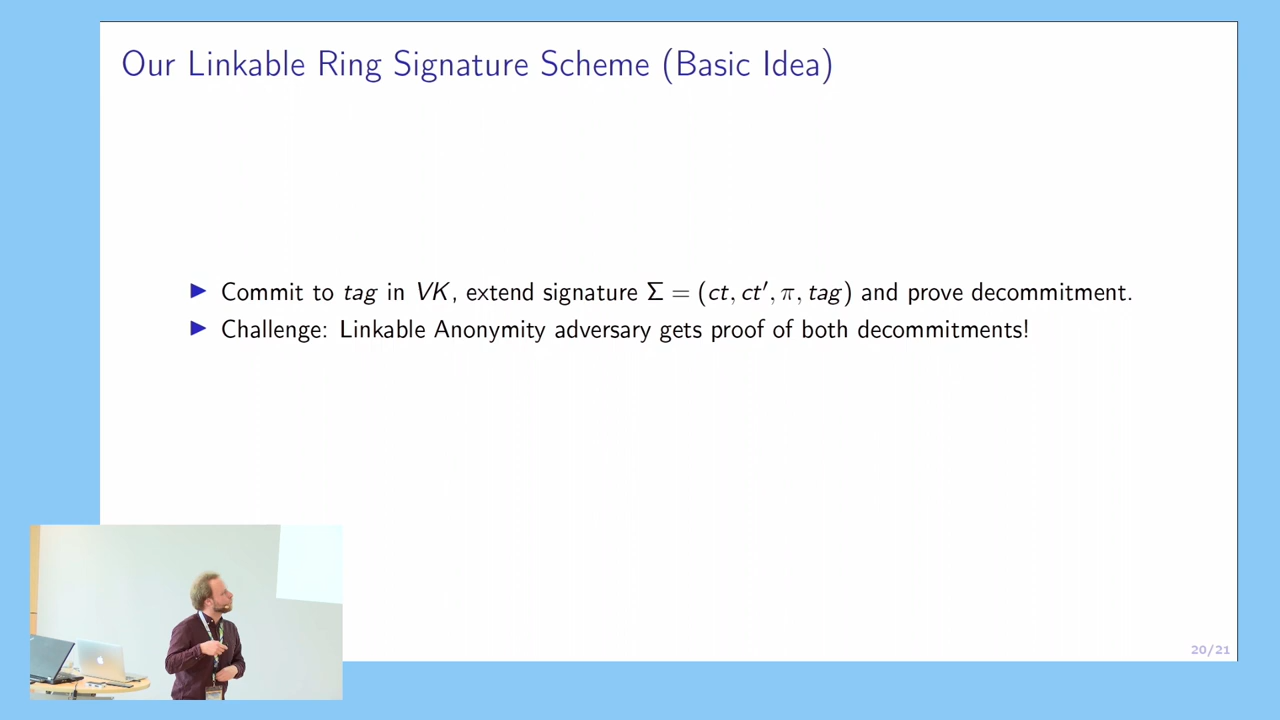 Our Linkable Ring Signature Scheme (Basic Idea)
▶ Commit to tag in VK, extend signature Σ = (ct, ct′, π, tag) and prove decommitment.
▶ Challenge: Linkable Anonymity adversary gets proof of both decommitments!
20/21